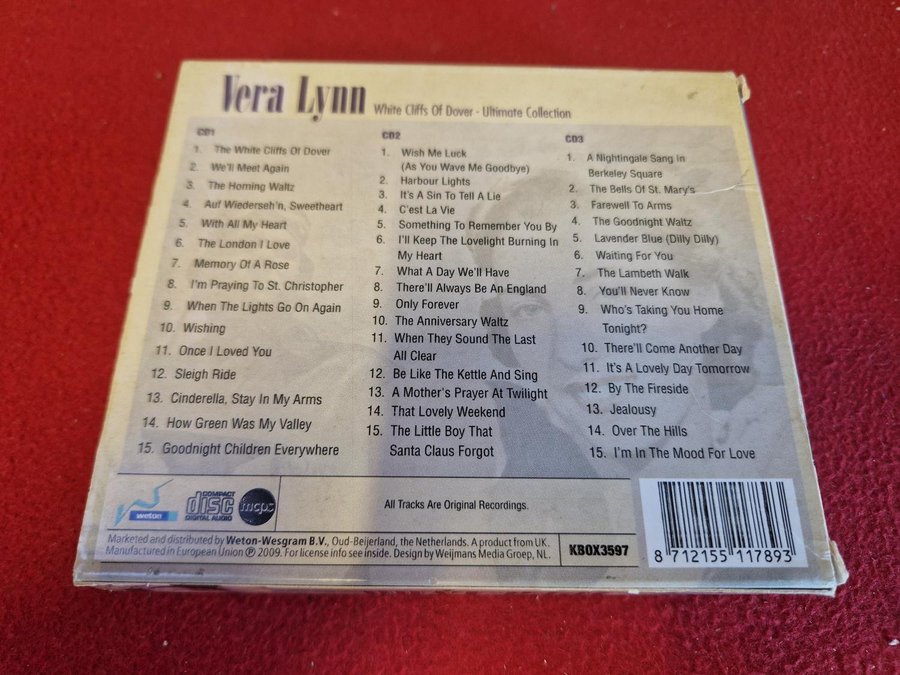 Vera Lynn White Cliffs Of Dover - Ultimate Collection
CD1
1. The White Cliffs Of Dover
2. We'll Meet Again
3. The Homing Waltz
4. Auf Wiederseh'n, Sweetheart
5. With All My Heart
6. The London I Love
7. Memory Of A Rose
8. I'm Praying To St. Christopher
9. When The Lights Go On Again
10. Wishing
11. Once I Loved You
12. Sleigh Ride
13. Cinderella, Stay In My Arms
14. How Green Was My Valley
15. Goodnight Children Everywhere
CD2
1. Wish Me Luck
(As You Wave Me Goodbye)
2. Harbour Lights
3. It's A Sin To Tell A Lie
4. C'est La Vie
5. Something To Remember You By
6. I'll Keep The Lovelight Burning In
My Heart
7. What A Day We'll Have
8. There'll Always Be An England
9. Only Forever
10. The Anniversary Waltz
11. When They Sound The Last
All Clear
12. Be Like The Kettle And Sing
13. A Mother's Prayer At Twilight
14. That Lovely Weekend
15. The Little Boy That
Santa Claus Forgot
CD3
1. A Nightingale Sang In
Berkeley Square
2. The Bells Of St. Mary's
3. Farewell To Arms
4. The Goodnight Waltz
5. Lavender Blue (Dilly Dilly)
6. Waiting For You
7. The Lambeth Walk
8. You'll Never Know
9. Who's Taking You Home
Tonight?
10. There'll Come Another Day
11. It's A Lovely Day Tomorrow
12. By The Fireside
13. Jealousy
14. Over The Hills
15. I'm In The Mood For Love
weton
COMPACT
disc
DIGITAL AUDIO
mcps
All Tracks Are Original Recordings.
Marketed and distributed by Weton-Wesgram B.V., Oud-Beijerland, the Netherlands. A product from UK.
Manufactured in European Union ℗ 2009. For license info see inside. Design by Weijmans Media Groep, NL.
KBOX3597
8 712155 117893